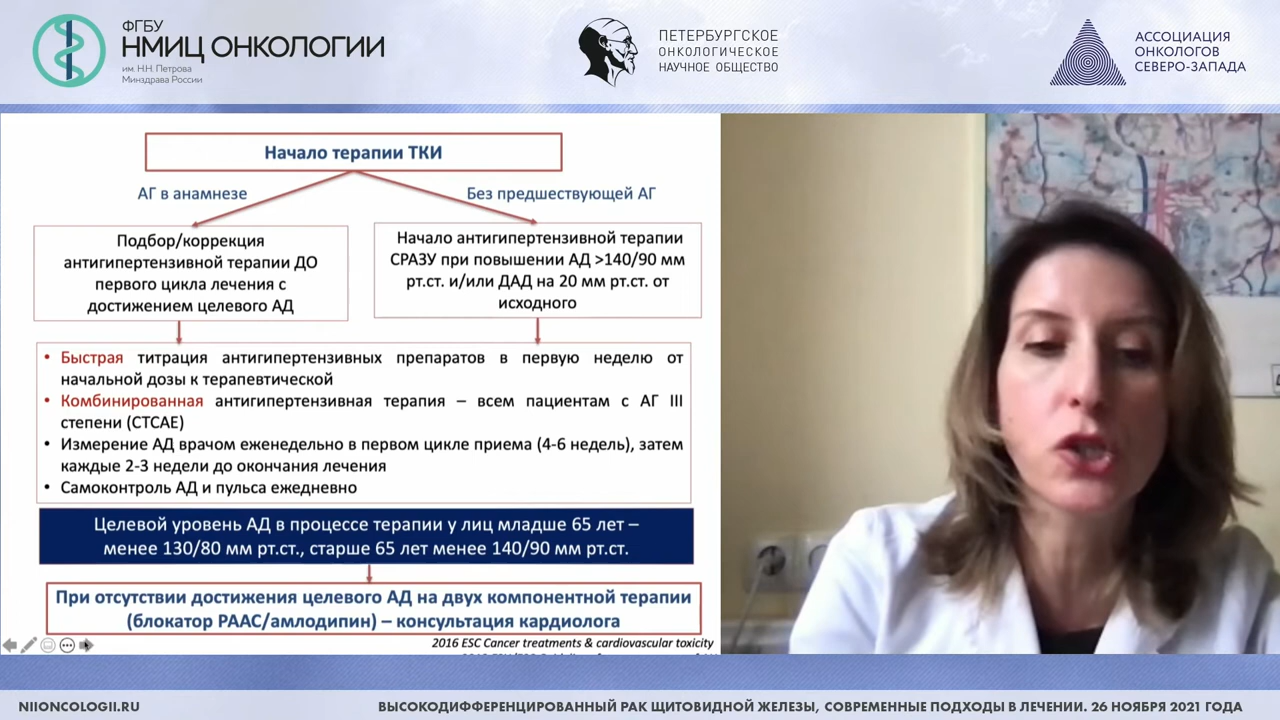 ФГБУ
НМИЦ ОНКОЛОГИИ
им. Н.Н. Петрова
Минздрава России
ПЕТЕРБУРГСКОЕ
ОНКОЛОГИЧЕСКОЕ
НАУЧНОЕ ОБЩЕСТВО
АССОЦИАЦИЯ
ОНКОЛОГОВ
СЕВЕРО-ЗАПАДА
Начало терапии ТКИ
АГ в анамнезе
Без предшествующей АГ
Подбор/коррекция
антигипертензивной терапии ДО
первого цикла лечения с
достижением целевого АД
Начало антигипертензивной терапии
СРАЗУ при повышении АД >140/90 мм
рт.ст. и/или ДАД на 20 мм рт.ст. от
исходного
• Быстрая титрация антигипертензивных препаратов в первую неделю от
начальной дозы к терапевтической
• Комбинированная антигипертензивная терапия – всем пациентам с АГ III
степени (СТСАЕ)
• Измерение АД врачом еженедельно в первом цикле приема (4-6 недель), затем
каждые 2-3 недели до окончания лечения
• Самоконтроль АД и пульса ежедневно
Целевой уровень АД в процессе терапии у лиц младше 65 лет –
менее 130/80 мм рт.ст., старше 65 лет менее 140/90 мм рт.ст.
При отсутствии достижения целевого АД на двух компонентной терапии
(блокатор РААС/амлодипин) – консультация кардиолога
2016 ESC Cancer treatments & cardiovascular toxicity
NIIONCOLOGII.RU
ВЫСОКОДИФФЕРЕНЦИРОВАННЫЙ РАК ЩИТОВИДНОЙ ЖЕЛЕЗЫ, СОВРЕМЕННЫЕ ПОДХОДЫ В ЛЕЧЕНИИ. 26 НОЯБРЯ 2021 ГОДА